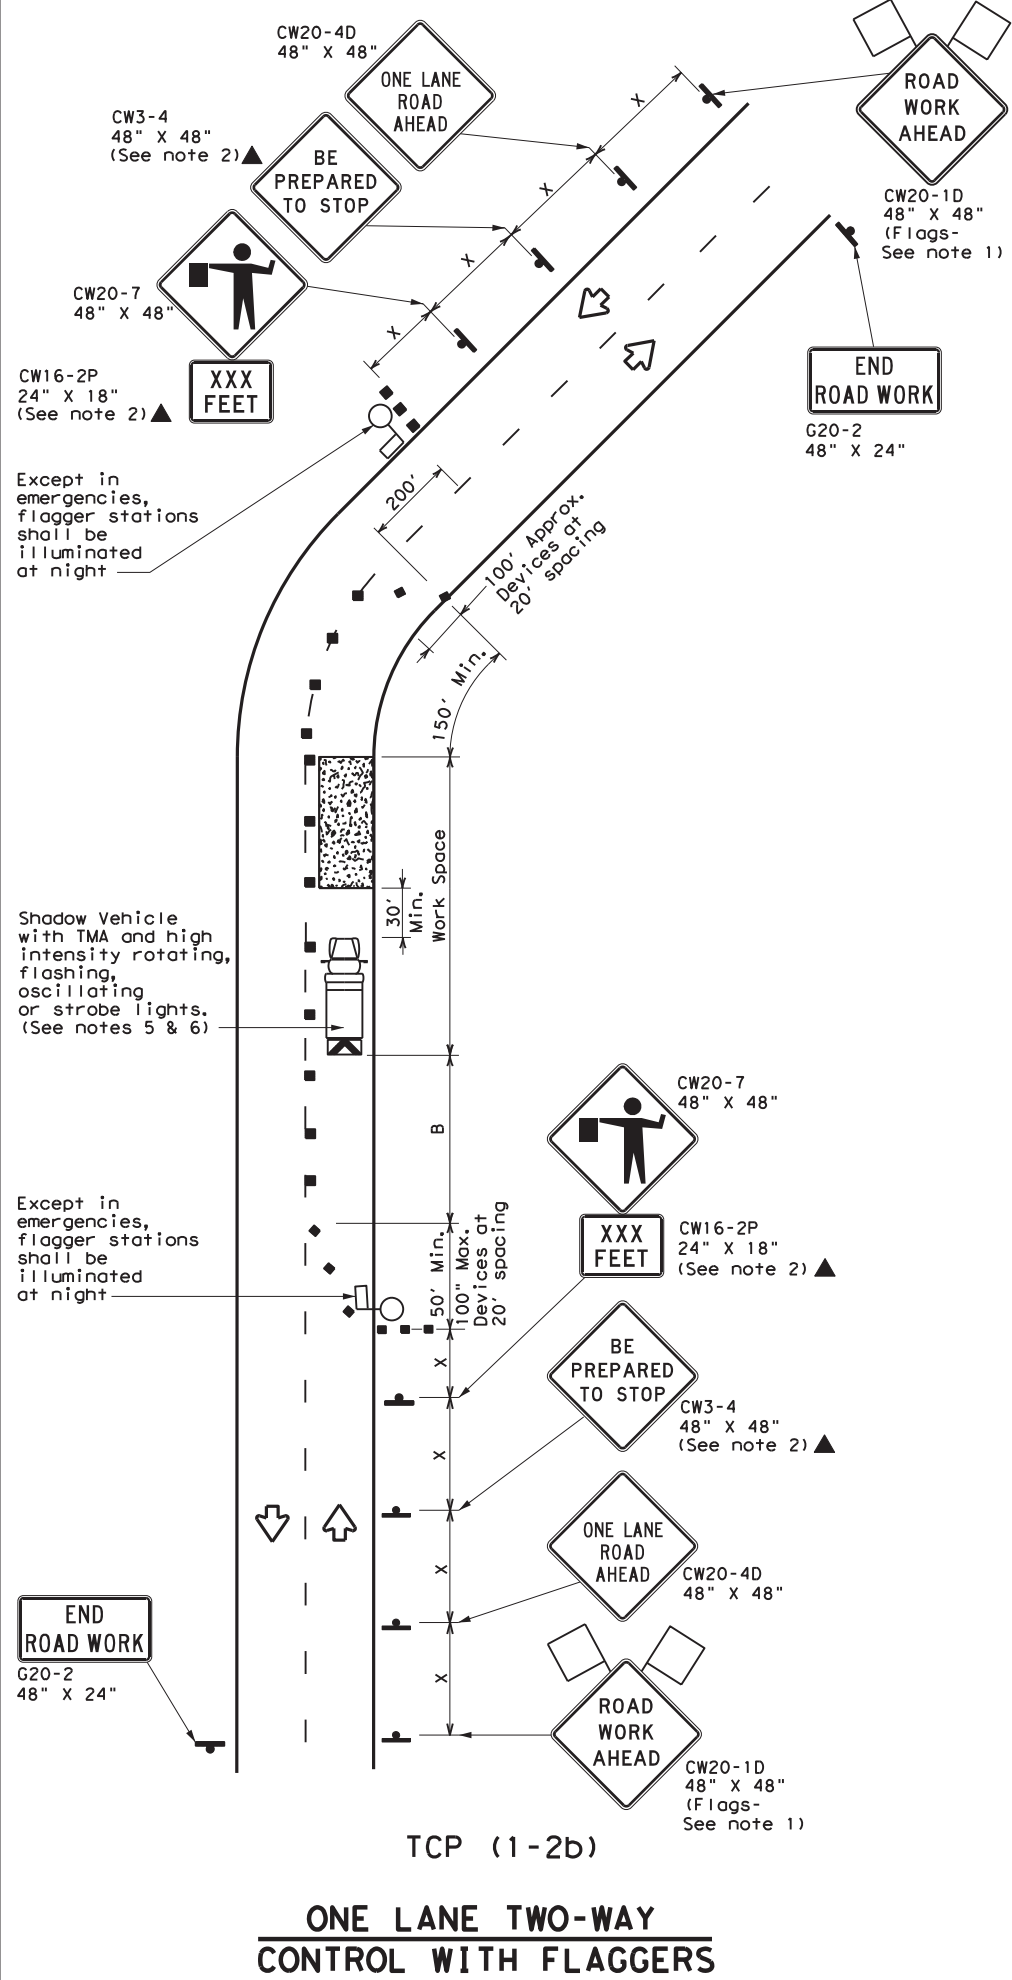 CW20-4D
48" X 48"
ONE LANE
ROAD
AHEAD
ROAD
WORK
AHEAD
CW20-1D
48" X 48"
(Flags-
See note 1)
CW3-4
48" X 48"
(See note 2)
BE
PREPARED
TO STOP
X
X
X
X
CW20-7
48" X 48"
XXX
FEET
CW16-2P
24" X 18"
(See note 2)
END
ROAD WORK
G20-2
48" X 24"
Except in
emergencies,
flagger stations
shall be
illuminated
at night
200'
100' Approx.
Devices at
20' spacing
150' Min.
Work Space
30'
Min.
Shadow Vehicle
with TMA and high
intensity rotating,
flashing,
oscillating
or strobe lights.
(See notes 5 & 6)
B
CW20-7
48" X 48"
XXX
FEET
CW16-2P
24" X 18"
(See note 2)
Except in
emergencies,
flagger stations
shall be
illuminated
at night
50' Min.
100" Max.
Devices at
20' spacing
X
X
X
X
BE
PREPARED
TO STOP
CW3-4
48" X 48"
(See note 2)
ONE LANE
ROAD
AHEAD
CW20-4D
48" X 48"
END
ROAD WORK
G20-2
48" X 24"
ROAD
WORK
AHEAD
CW20-1D
48" X 48"
(Flags-
See note 1)
TCP (1-2b)
ONE LANE TWO-WAY
CONTROL WITH FLAGGERS